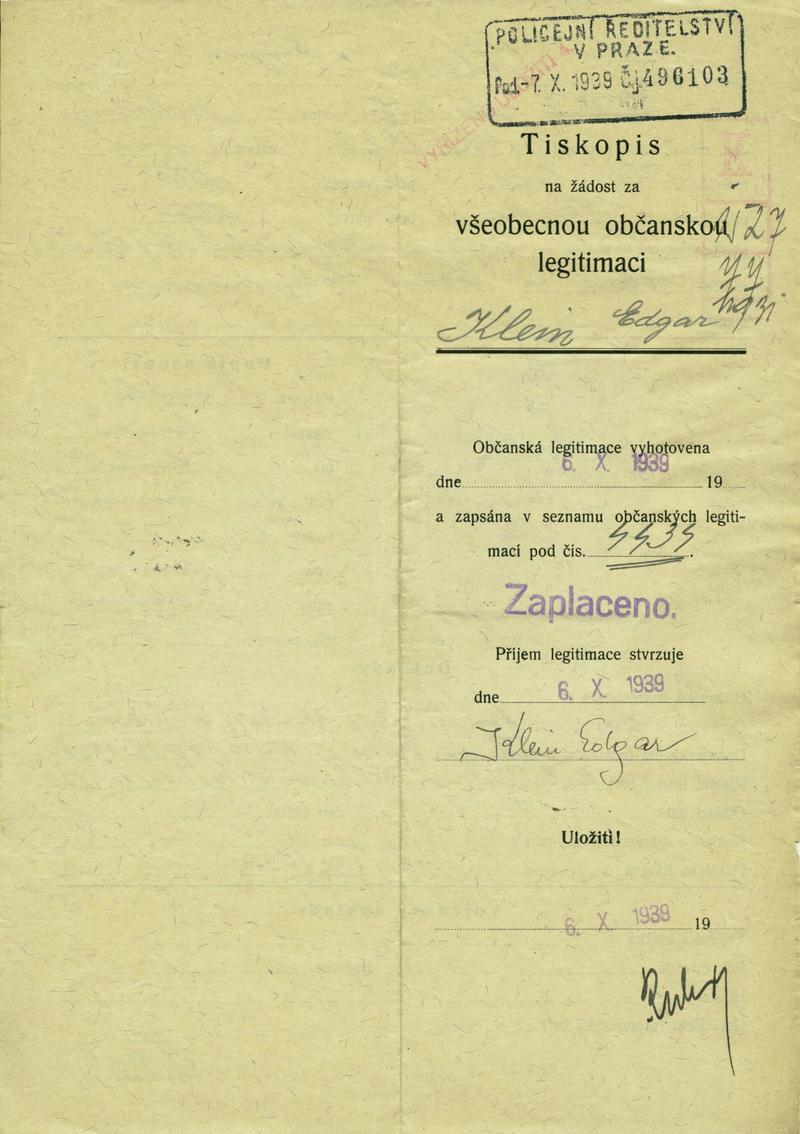 POLICEJNÍ ŘEDITELSTVÍ
V PRAZE.
Pod. -7. X. 1939 Čj. 496103
Tiskopis
na žádost za
všeobecnou občanskou
legitimaci
Klein Edgar
Občanská legitimace vyhotovena
6. X. 1939
dne 19
a zapsána v seznamu občanských legiti-
mací pod čís.
Zaplaceno.
Příjem legitimace stvrzuje
dne 6. X 1939
Klein Edgar
Uložiti!
6. X 1939 19